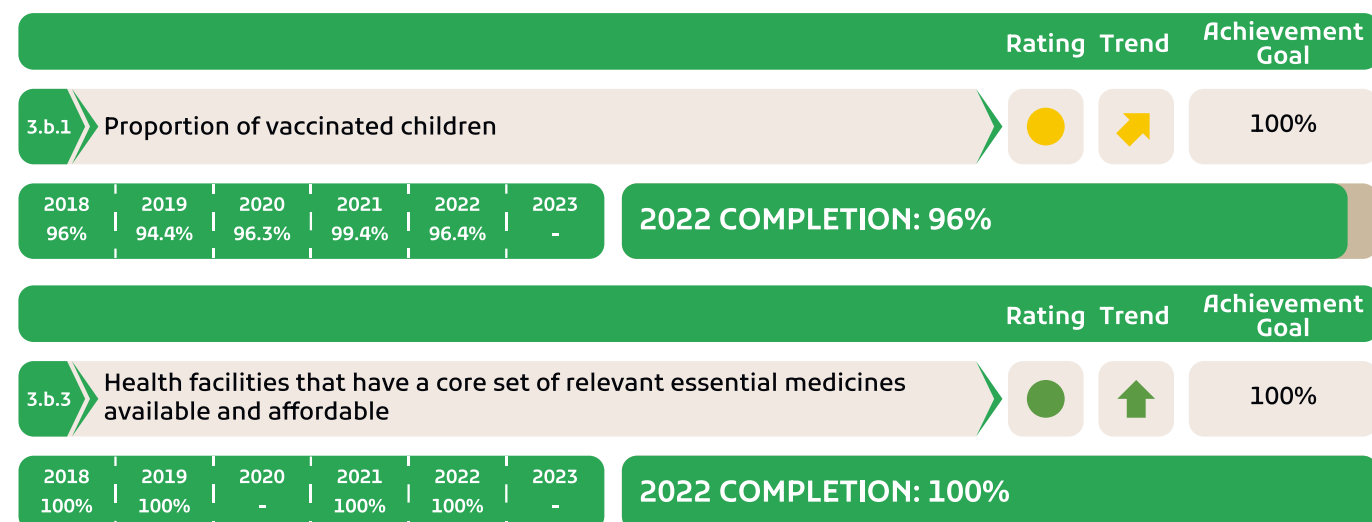 Rating Trend Achievement Goal
3.b.1 Proportion of vaccinated children 100%
2018 2019 2020 2021 2022 2023
96% 94.4% 96.3% 99.4% 96.4% -
2022 COMPLETION: 96%
Rating Trend Achievement Goal
3.b.3 Health facilities that have a core set of relevant essential medicines
available and affordable
100%
2018 2019 2020 2021 2022 2023
100% 100% - 100% 100% -
2022 COMPLETION: 100%